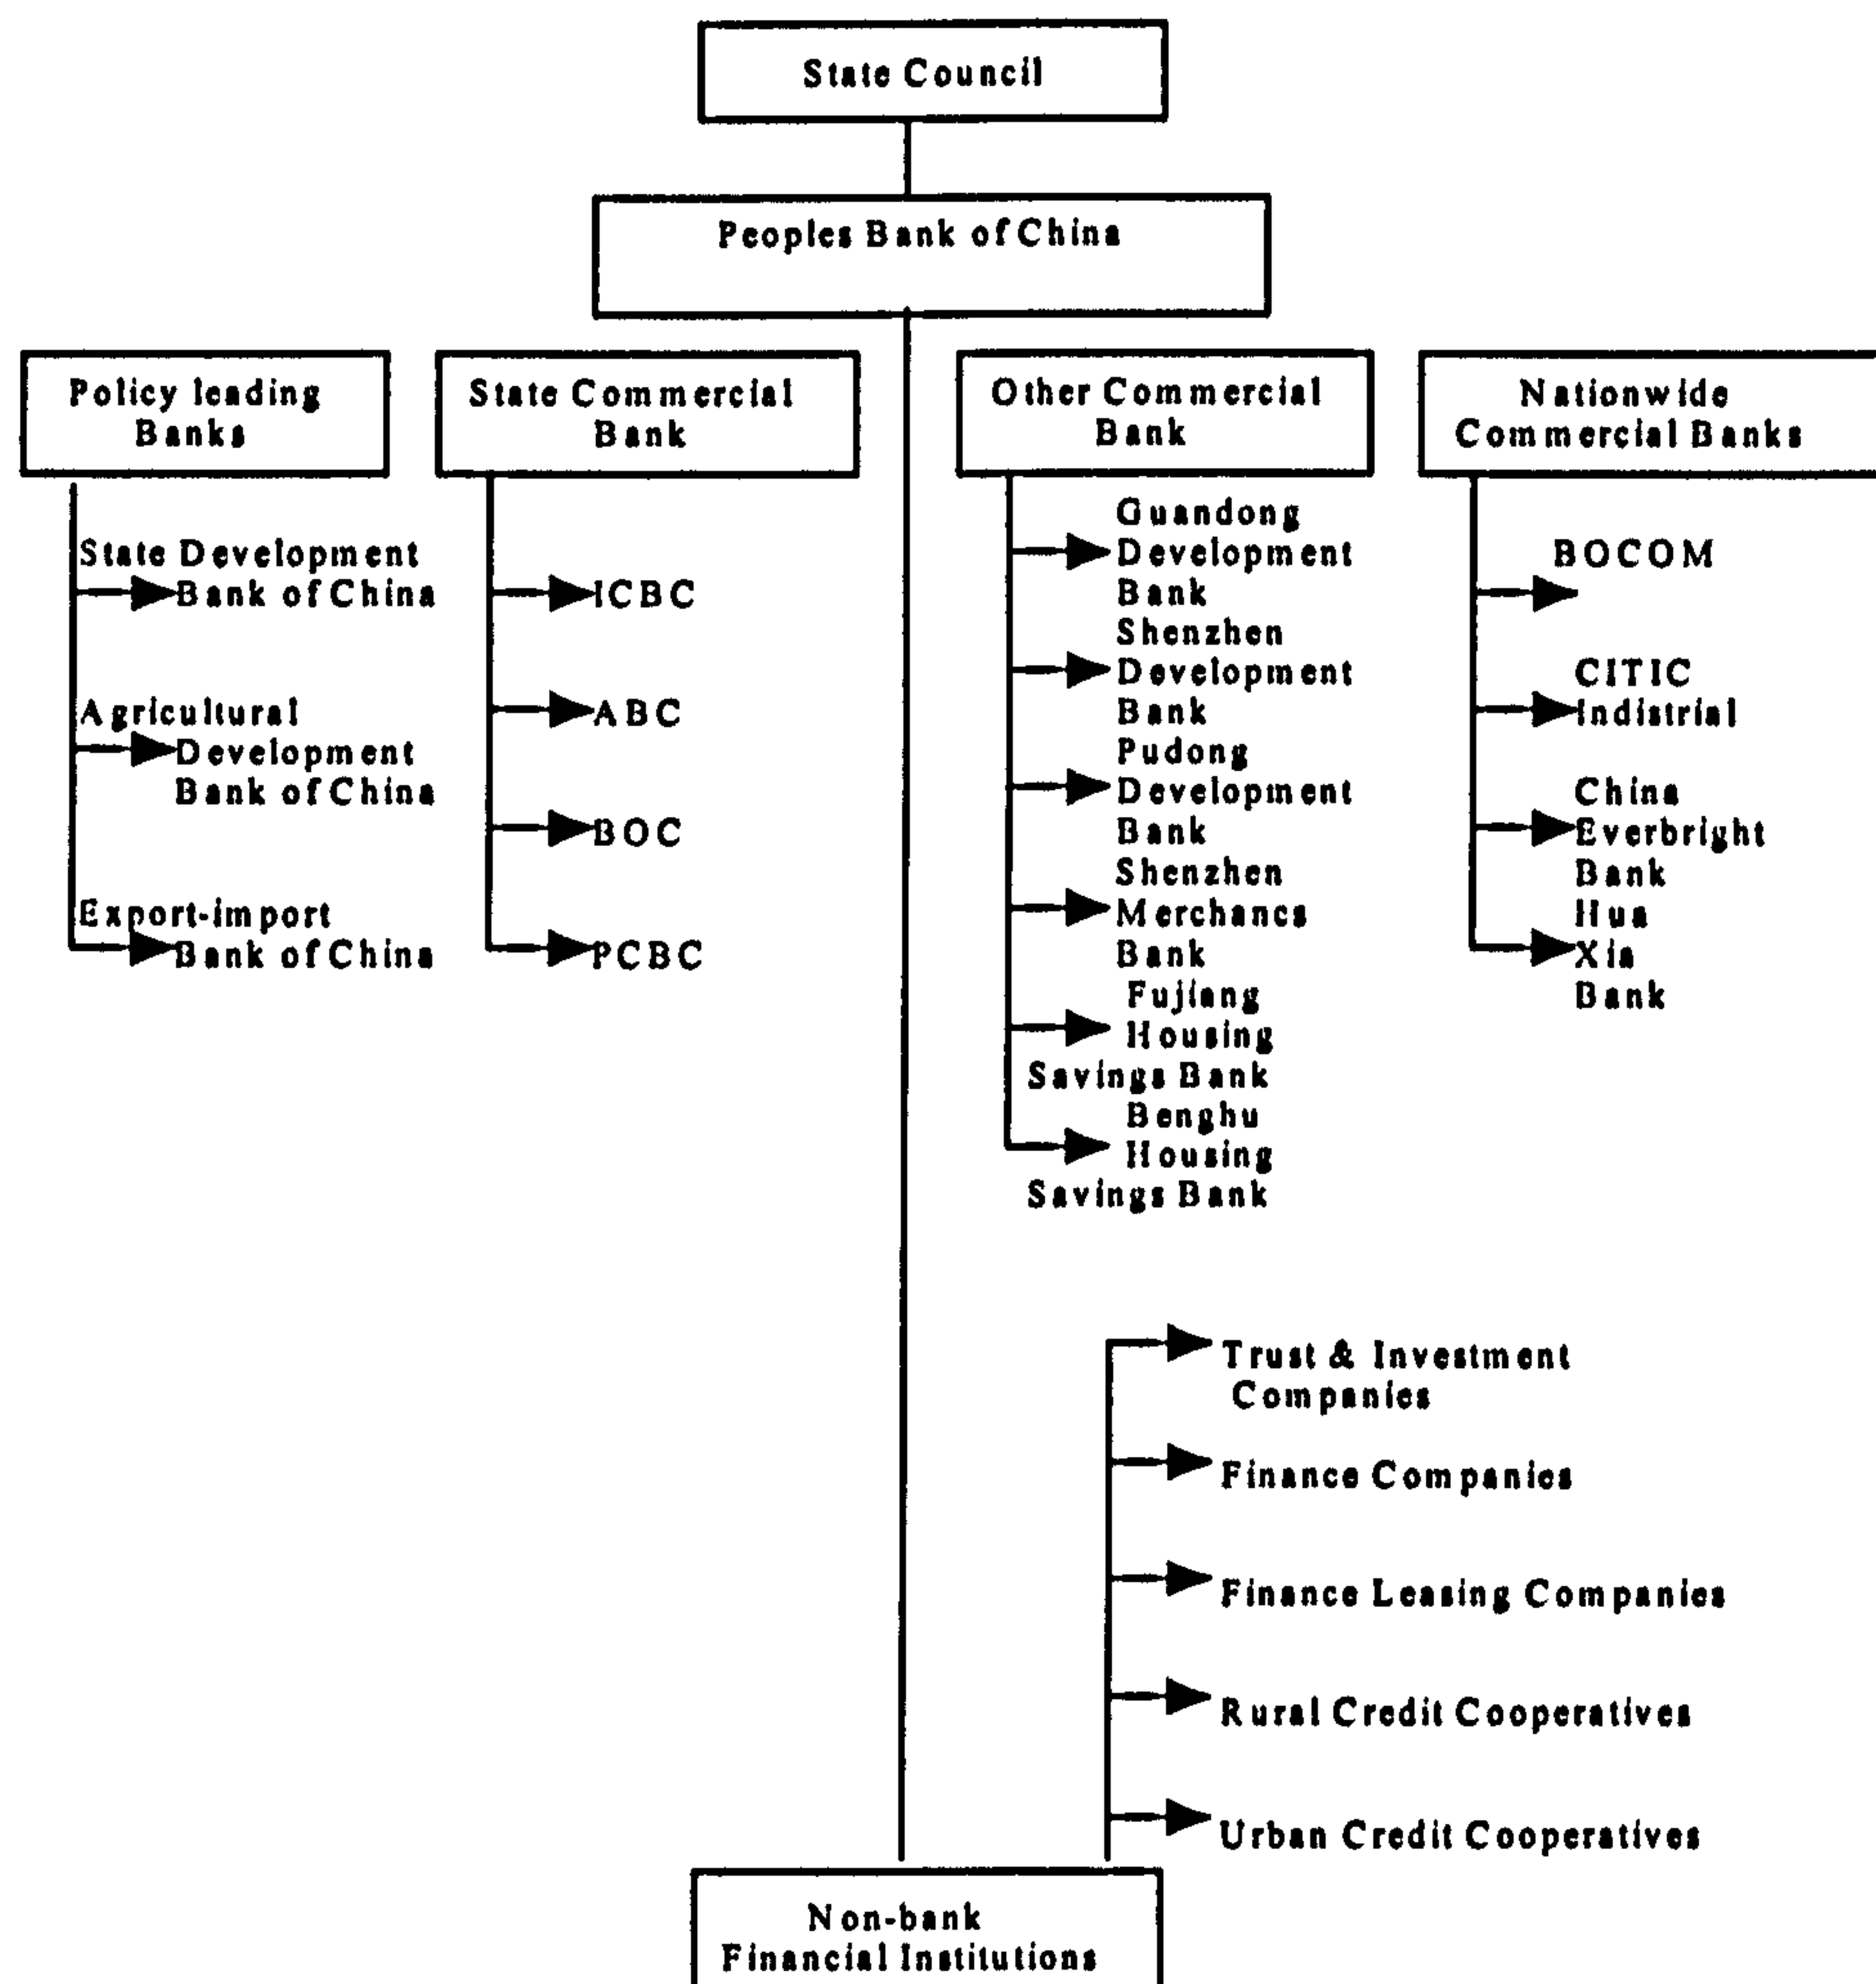 State Council
Peoples Bank of China
Policy leading
Banks
State Commercial
Bank
Other Commercial
Bank
Nationwide
Commercial Banks
State Development
Bank of China
Agricultural
Development
Bank of China
Export-import
Bank of China
ICBC
ABC
BOC
PCBC
Guandong
Development
Bank
Shenzhen
Development
Bank
Pudong
Development
Bank
Shenzhen
Merchancs
Bank
Fujiang
Housing
Savings Bank
Benghu
Housing
Savings Bank
BOCOM
CITIC
Indistrial
China
Everbright
Bank
Hua
Xia
Bank
Trust & Investment
Companies
Finance Companies
Finance Leasing Companies
Rural Credit Cooperatives
Urban Credit Cooperatives
Non-bank
Financial Institutions